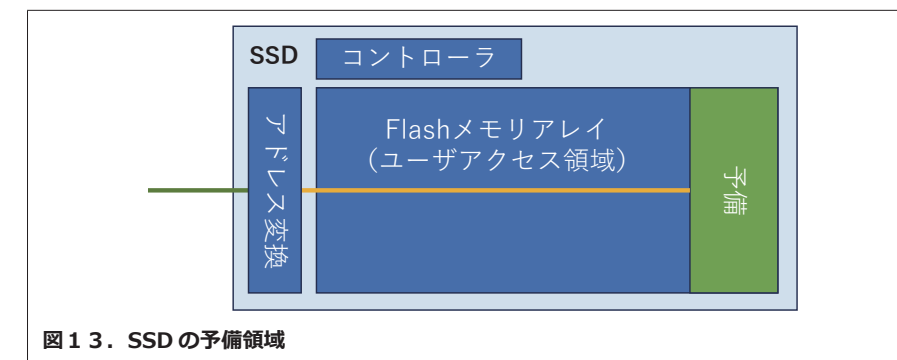 SSD
コントローラ
アドレス変換
Flashメモリアレイ
(ユーザアクセス領域)
予備
図13．SSDの予備領域